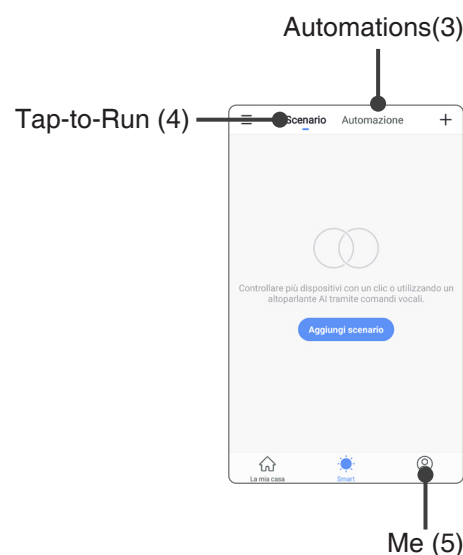 Automations(3)
Tap-to-Run (4)
Scenario Automazione
Controllare più dispositivi con un clic o utilizzando un
altoparlante AI tramite comandi vocali.
Aggiungi scenario
La mia casa Smart
Me (5)